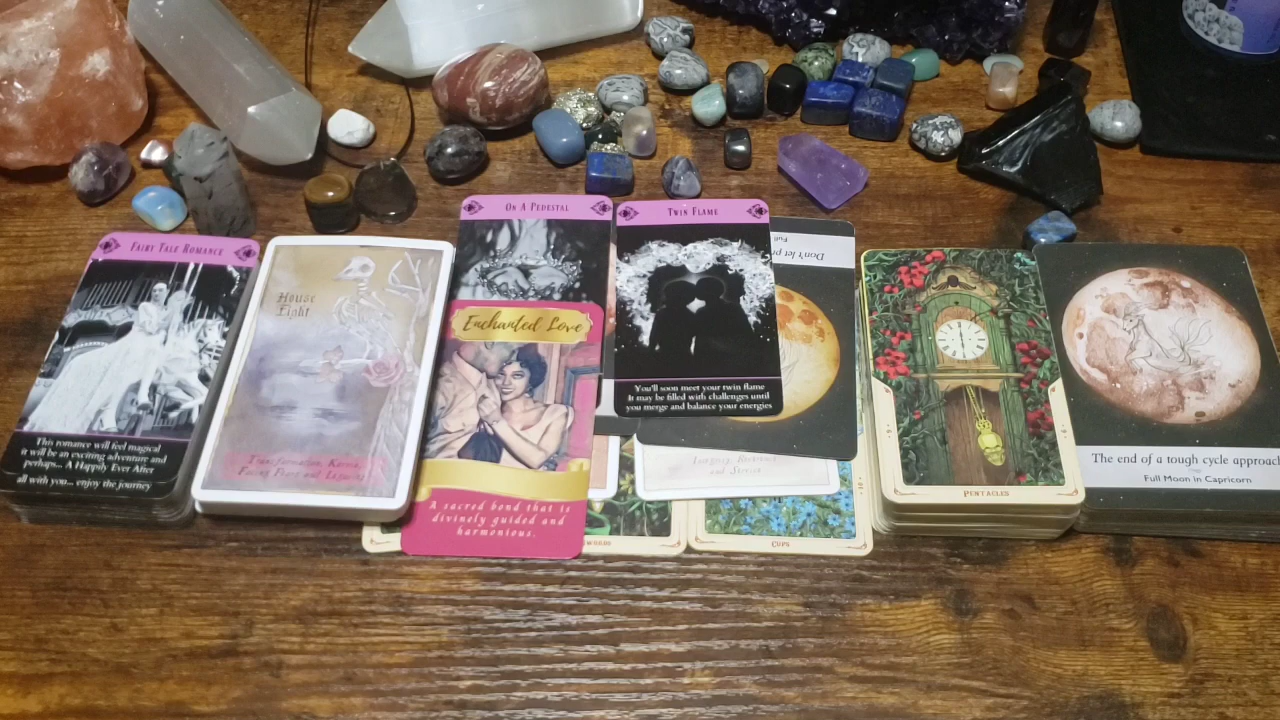 FAIRY TALE ROMANCE
This romance will feel magical
it will be an exciting adventure and
perhaps... A Happily Ever After
all with you... enjoy the journey
House
Eight
Transformation, Karma,
ON A PEDESTAL
Enchanted Love
A sacred bond that is
divinely guided and
harmonious.
TWIN FLAME
You'll soon meet your twin flame
It may be filled with challenges until
you merge and balance your energies
Don't let
Full
and Service
CUPS
PENTACLES
The end of a tough cycle approach
Full Moon in Capricorn